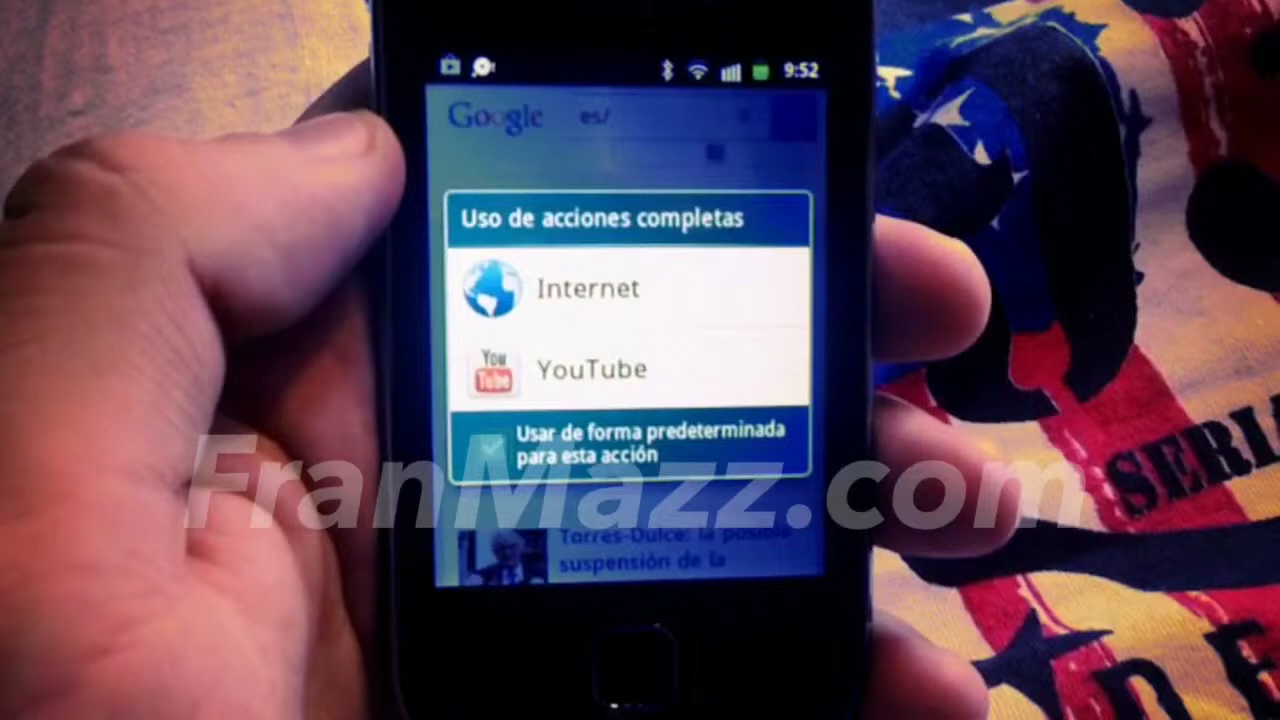 9:52
Google es/
Uso de acciones completas
Internet
You
Tube
YouTube
Usar de forma predeterminada
para esta acción
FranMazz.com
Torres-Dulce: la posible
suspensión de la
SERI